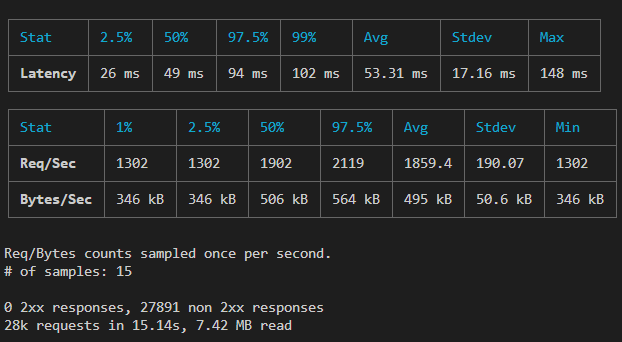 Stat 2.5% 50% 97.5% 99% Avg Stdev Max
Latency 26 ms 49 ms 94 ms 102 ms 53.31 ms 17.16 ms 148 ms
Stat 1% 2.5% 50% 97.5% Avg Stdev Min
Req/Sec 1302 1302 1902 2119 1859.4 190.07 1302
Bytes/Sec 346 kB 346 kB 506 kB 564 kB 495 kB 50.6 kB 346 kB
Req/Bytes counts sampled once per second.
# of samples: 15
0 2xx responses, 27891 non 2xx responses
28k requests in 15.14s, 7.42 MB read